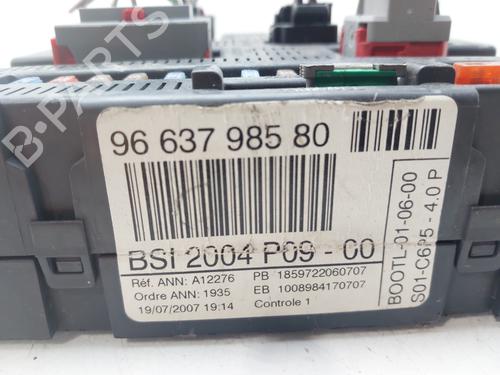 96 637 985 80
BSI 2004 P09 - 00
Réf. ANN: A12276 PB 1859722060707
Ordre ANN: 1935 EB 1008984170707
19/07/2007 19:14 Controle 1
BOOTL-01-06-00
S01-C6P5 - 4.0 P
B-PARTS